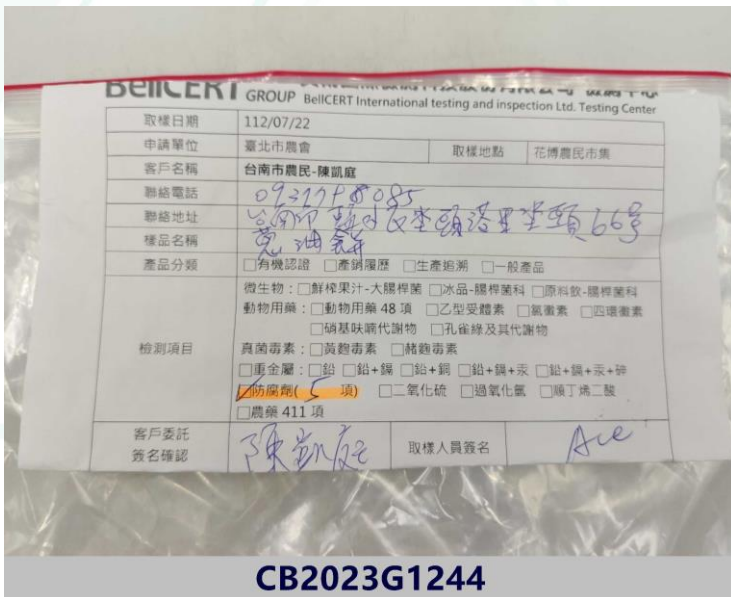 BellCERT GROUP BellCERT International testing and inspection Ltd. Testing Center
取樣日期 112/07/22
申請單位 臺北市農會 取樣地點 花博農民市集
客戶名稱 台南市農民-陳凱庭
聯絡電話
聯絡地址 66号
樣品名稱 蔥油餅
產品分類 □有機認證 □產銷履歷 □生產追溯 □一般產品
微生物：□鮮榨果汁-大腸桿菌 □冰品-腸桿菌科 □原料飲-腸桿菌科
動物用藥：□動物用藥 48 項 □乙型受體素 □氯黴素 □四環黴素
□硝基呋喃代謝物 □孔雀綠及其代謝物
檢測項目 真菌毒素：□黃麴毒素 □赭麴毒素
□重金屬：□鉛 □鉛+鎘 □鉛+銅 □鉛+鎘+汞 □鉛+鎘+汞+砷
☑防腐劑( 5 項) □二氧化硫 □過氧化氫 □順丁烯二酸
□農藥 411 項
客戶委託簽名確認 陳凱庭 取樣人員簽名 Ace
CB2023G1244